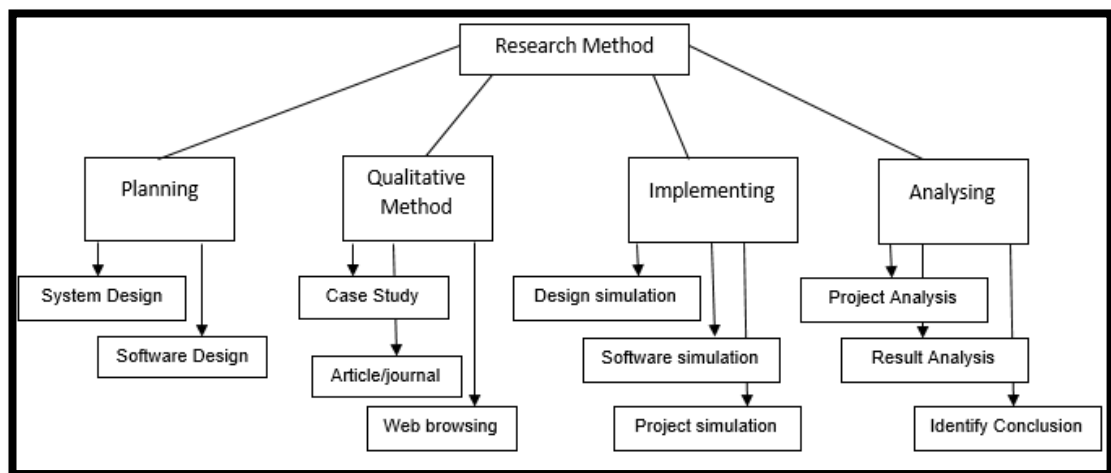 Research Method
Planning
Qualitative
Method
Implementing
Analysing
System Design
Software Design
Case Study
Article/journal
Web browsing
Design simulation
Software simulation
Project simulation
Project Analysis
Result Analysis
Identify Conclusion